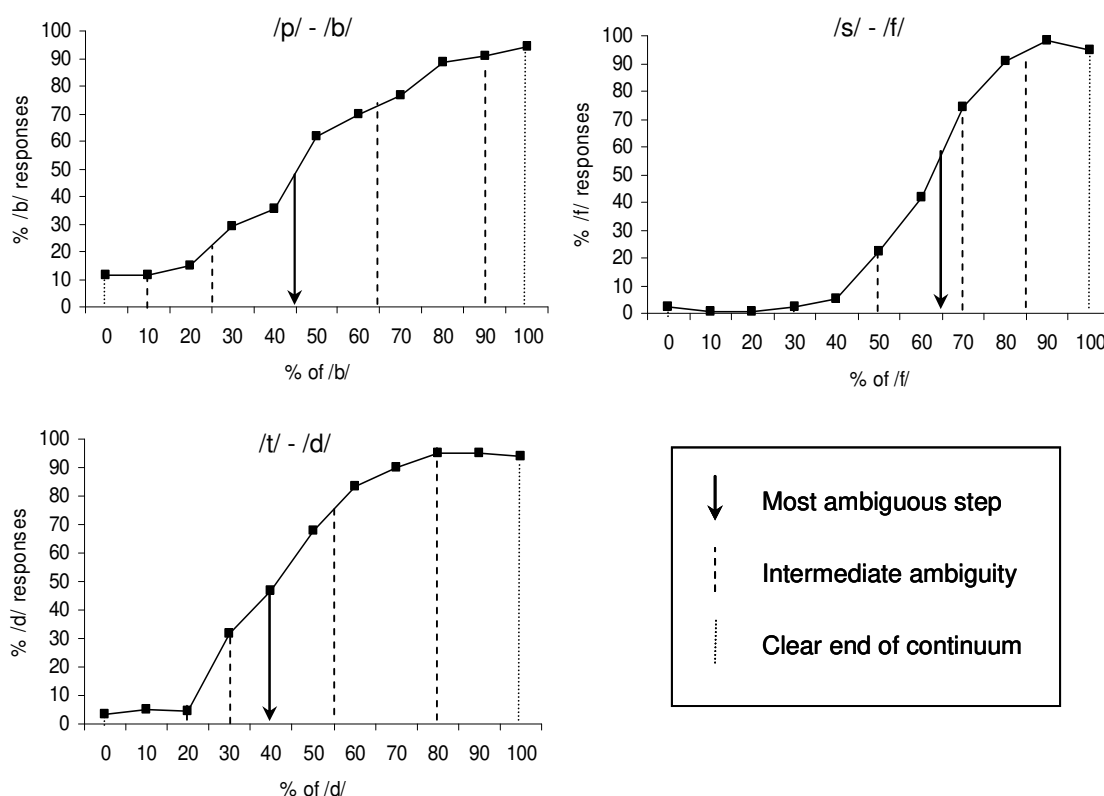 /p/ - /b/
100
90
80
70
60
50
40
30
20
10
0
% /b/ responses
0 10 20 30 40 50 60 70 80 90 100
% of /b/
/s/ - /f/
100
90
80
70
60
50
40
30
20
10
0
% /f/ responses
0 10 20 30 40 50 60 70 80 90 100
% of /f/
/t/ - /d/
100
90
80
70
60
50
40
30
20
10
0
% /d/ responses
0 10 20 30 40 50 60 70 80 90 100
% of /d/
Most ambiguous step
Intermediate ambiguity
Clear end of continuum